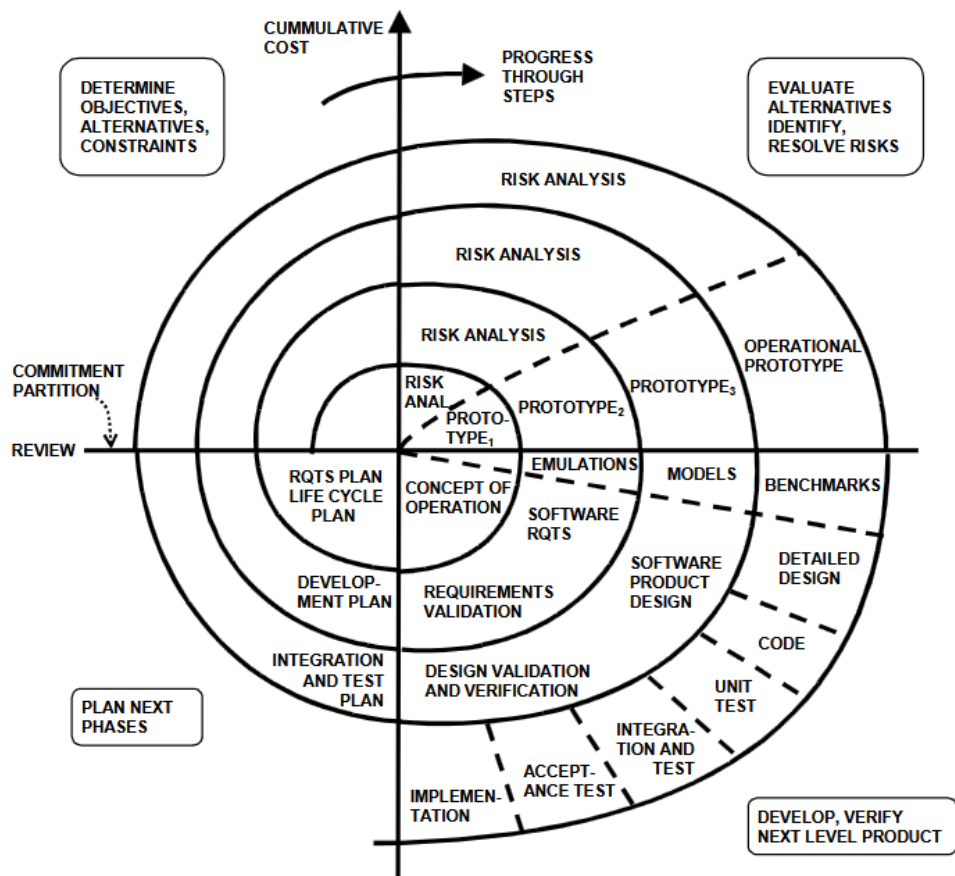 CUMMULATIVE
COST
PROGRESS
THROUGH
STEPS
DETERMINE
OBJECTIVES,
ALTERNATIVES,
CONSTRAINTS
EVALUATE
ALTERNATIVES
IDENTIFY,
RESOLVE RISKS
RISK ANALYSIS
RISK ANALYSIS
RISK ANALYSIS
RISK
ANAL.
COMMITMENT
PARTITION
REVIEW
PROTO-
TYPE1
PROTOTYPE2
PROTOTYPE3
OPERATIONAL
PROTOTYPE
RQTS PLAN
LIFE CYCLE
PLAN
CONCEPT OF
OPERATION
EMULATIONS
MODELS
BENCHMARKS
SOFTWARE
RQTS
SOFTWARE
PRODUCT
DESIGN
DETAILED
DESIGN
DEVELOP-
MENT PLAN
REQUIREMENTS
VALIDATION
CODE
INTEGRATION
AND TEST
PLAN
DESIGN VALIDATION
AND VERIFICATION
UNIT
TEST
INTEGRA-
TION AND
TEST
ACCEPT-
ANCE TEST
IMPLEMEN-
TATION
PLAN NEXT
PHASES
DEVELOP, VERIFY
NEXT LEVEL PRODUCT